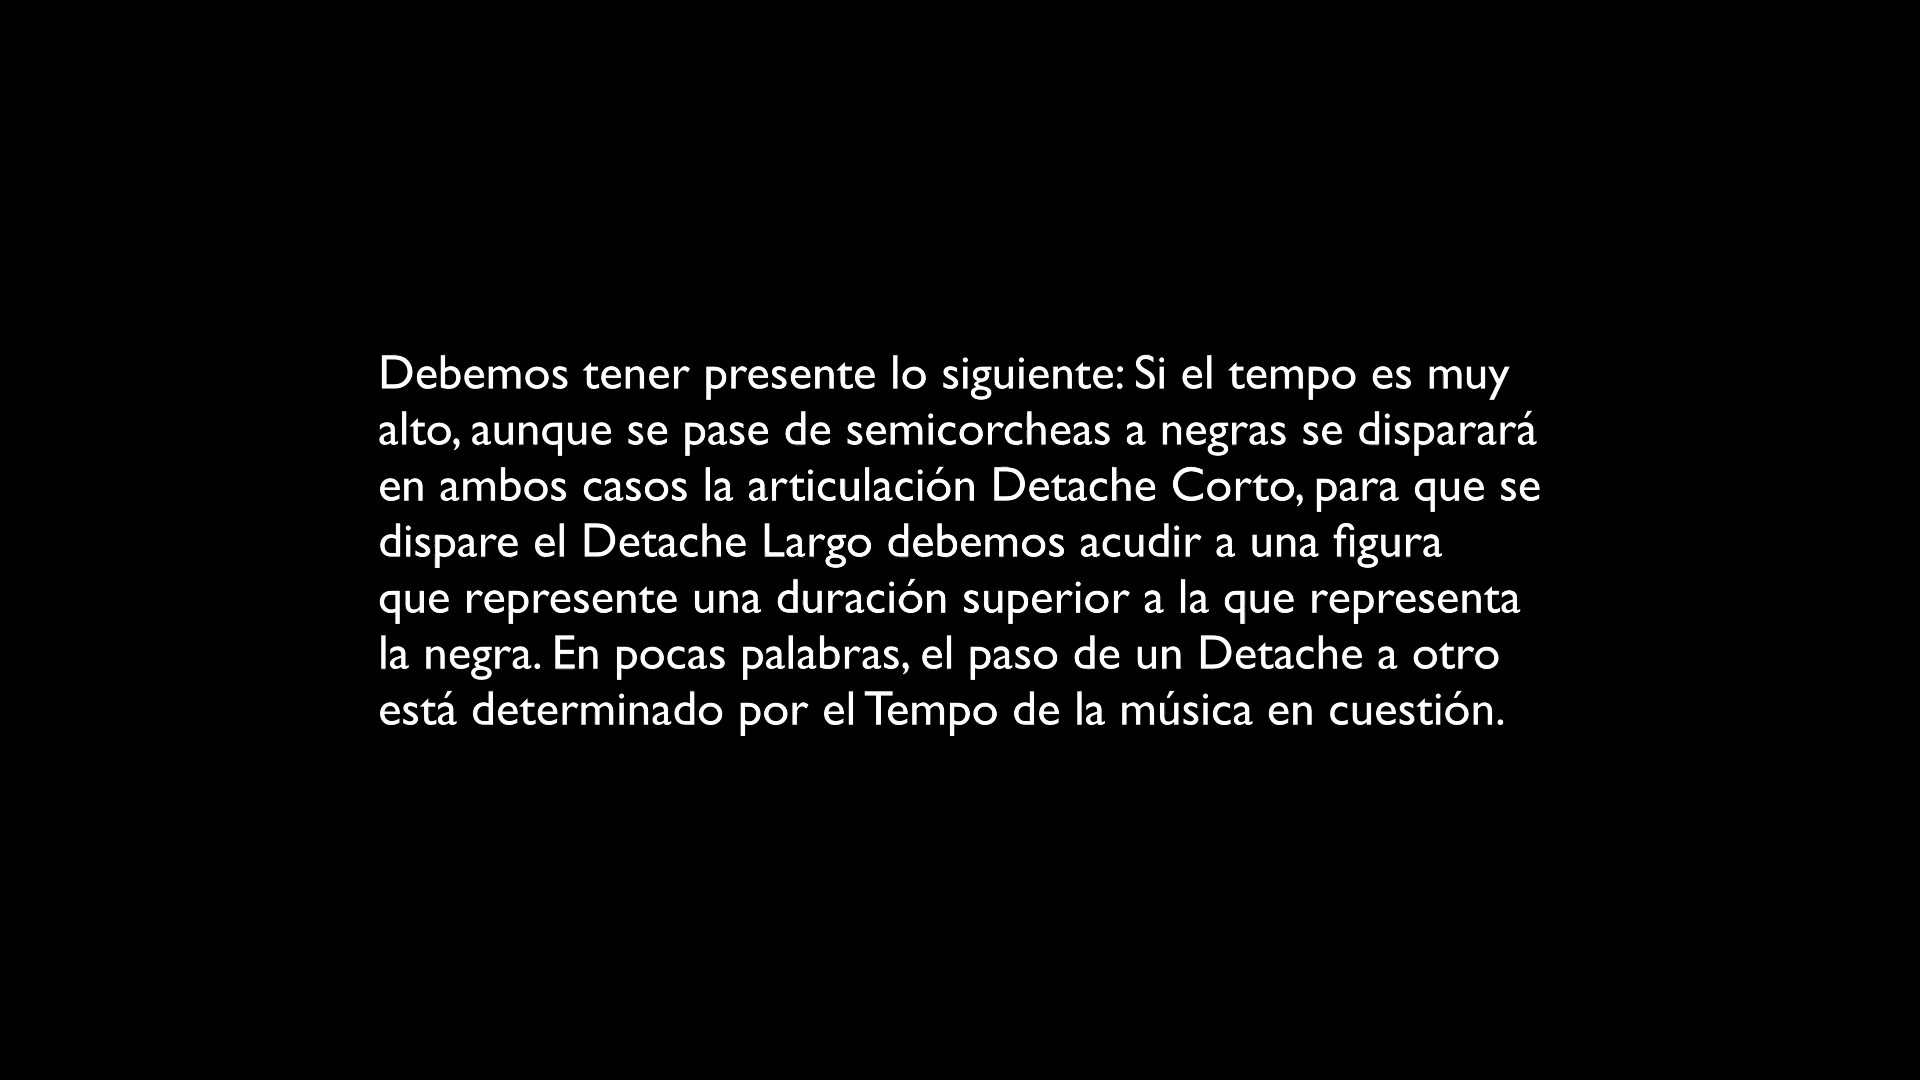 Debemos tener presente lo siguiente: Si el tempo es muy
alto, aunque se pase de semicorcheas a negras se disparará
en ambos casos la articulación Detache Corto, para que se
dispare el Detache Largo debemos acudir a una figura
que represente una duración superior a la que representa
la negra. En pocas palabras, el paso de un Detache a otro
está determinado por el Tempo de la música en cuestión.